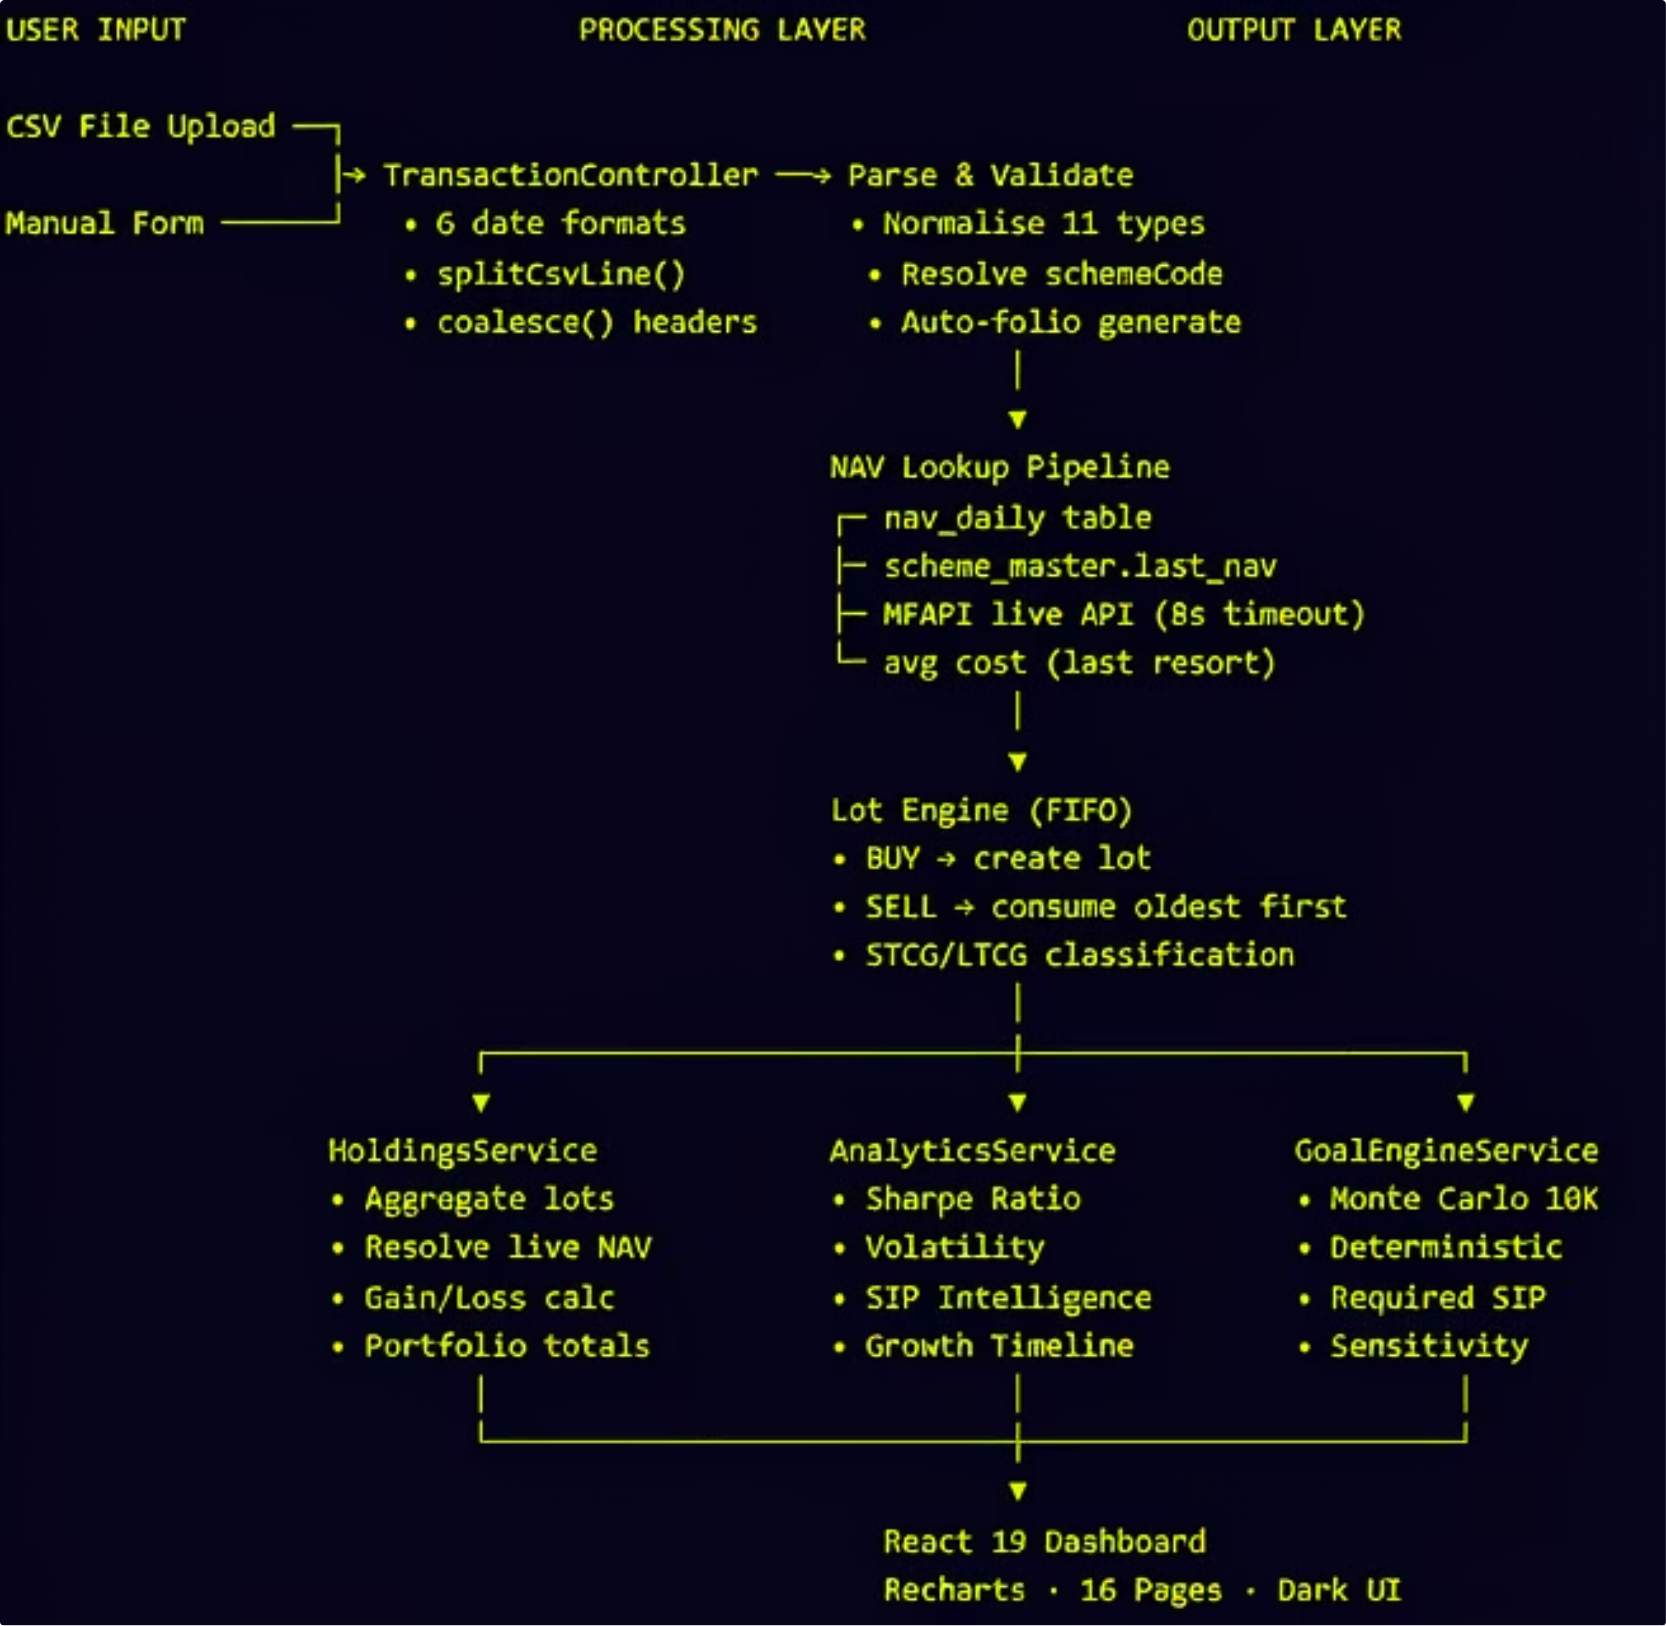 USER INPUT PROCESSING LAYER OUTPUT LAYER
CSV File Upload
TransactionController → Parse & Validate
Manual Form • 6 date formats • Normalise 11 types
• splitCsvLine() • Resolve schemeCode
• coalesce() headers • Auto-folio generate
NAV Lookup Pipeline
nav_daily table
scheme_master.last_nav
MFAPI live API (8s timeout)
avg cost (last resort)
Lot Engine (FIFO)
• BUY → create lot
• SELL → consume oldest first
• STCG/LTCG classification
HoldingsService AnalyticsService GoalEngineService
• Aggregate lots • Sharpe Ratio • Monte Carlo 10K
• Resolve live NAV • Volatility • Deterministic
• Gain/Loss calc • SIP Intelligence • Required SIP
• Portfolio totals • Growth Timeline • Sensitivity
React 19 Dashboard
Recharts · 16 Pages · Dark UI